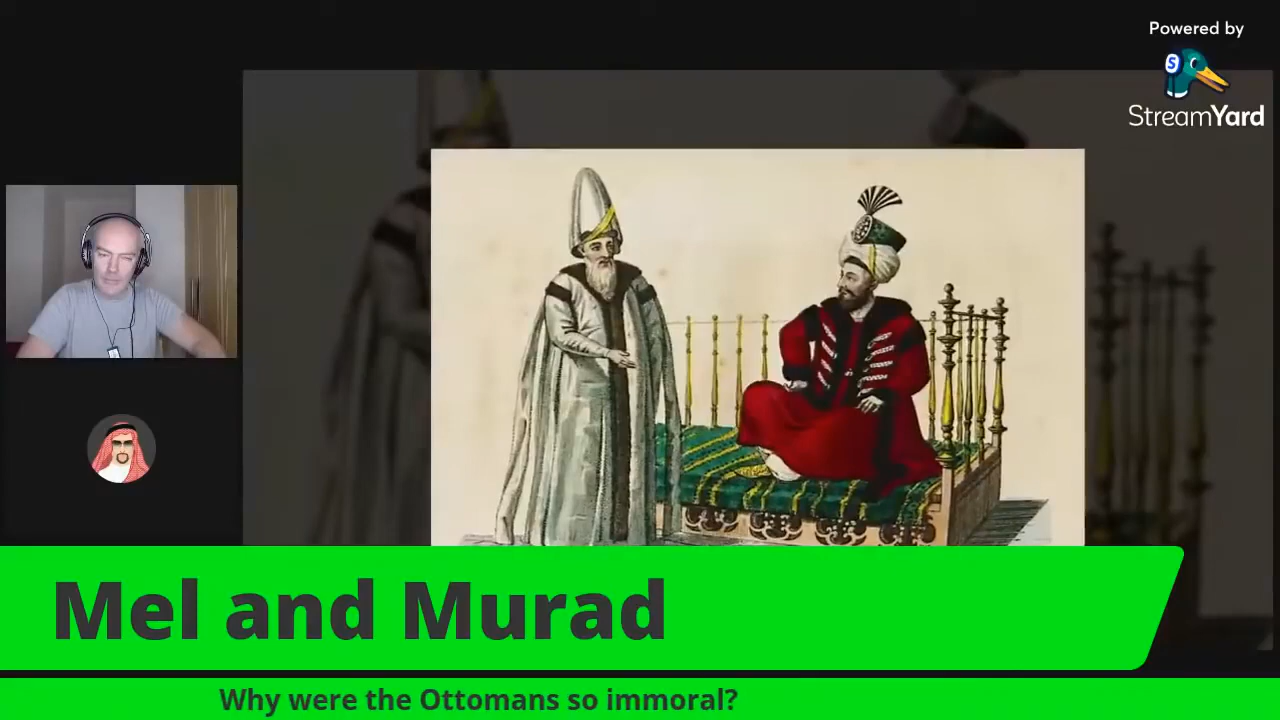 Powered by
S
StreamYard
Mel and Murad
Why were the Ottomans so immoral?